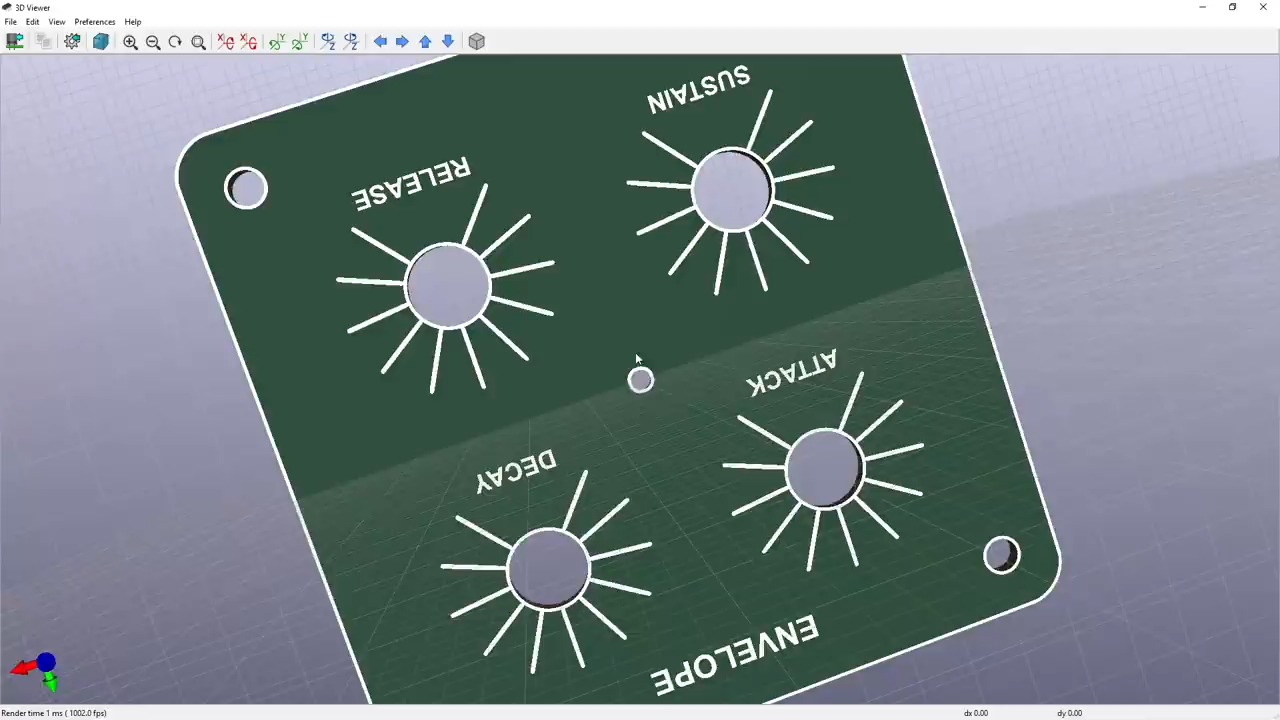 3D Viewer
File Edit View Preferences Help
SUSTAIN
RELEASE
ATTACK
DECAY
ENVELOPE
Render time 1 ms ( 1002.0 fps)
dx 0.00
dy 0.00